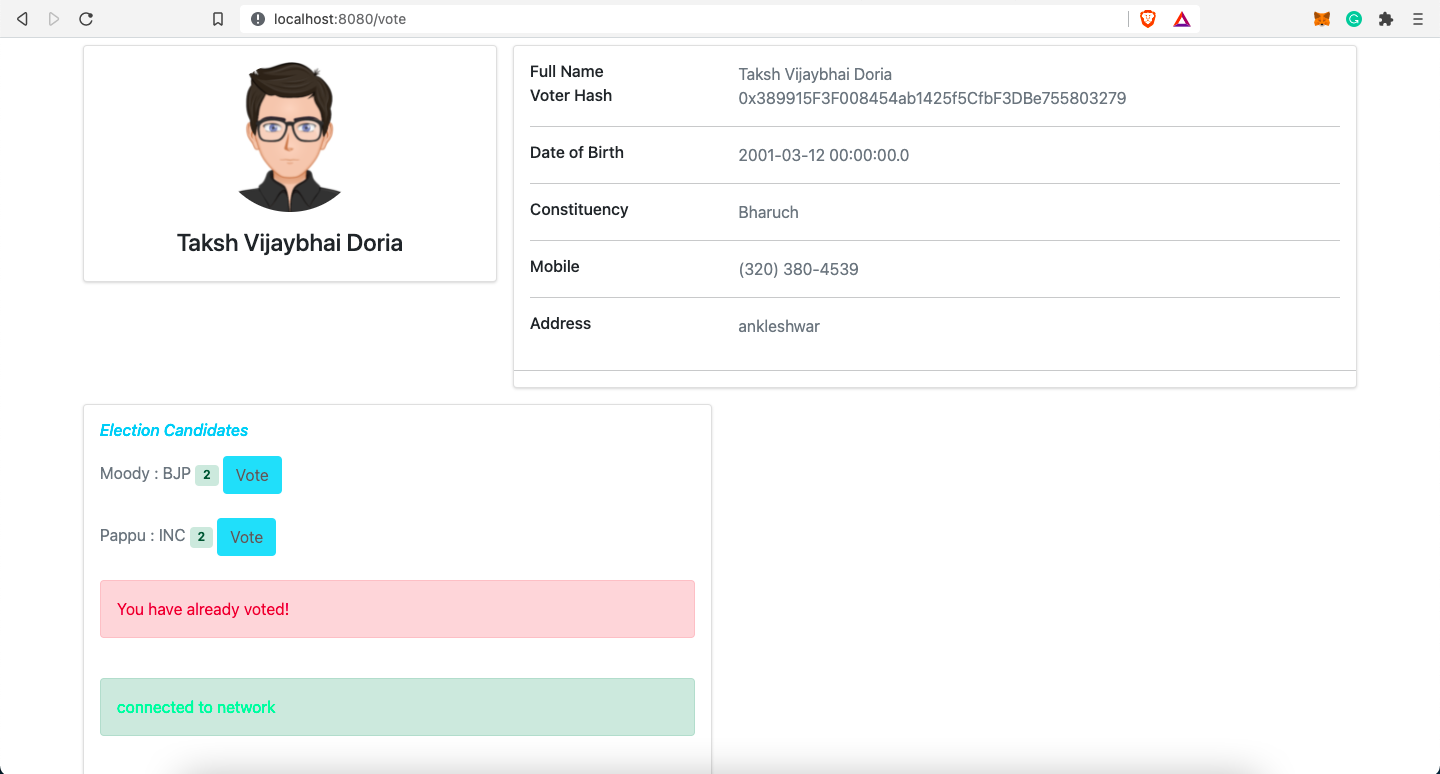 localhost:8080/vote
Taksh Vijaybhai Doria
Full Name Taksh Vijaybhai Doria
Voter Hash 0x389915F3F008454ab1425f5CfbF3DBe755803279
Date of Birth 2001-03-12 00:00:00.0
Constituency Bharuch
Mobile (320) 380-4539
Address ankleshwar
Election Candidates
Moody : BJP 2 Vote
Pappu : INC 2 Vote
You have already voted!
connected to network